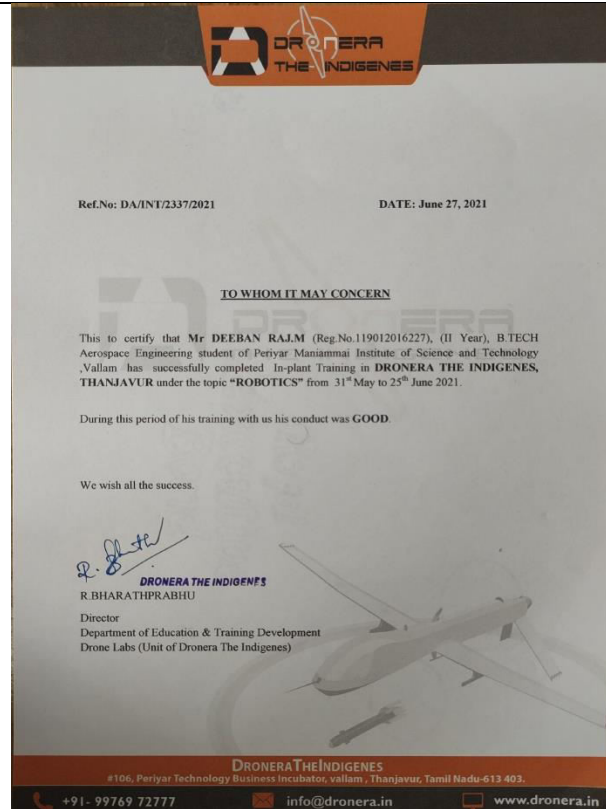 DRONERA
THE-INDIGENES
Ref.No: DA/INT/2337/2021 DATE: June 27, 2021
TO WHOM IT MAY CONCERN
DRONERA
This to certify that Mr DEEBAN RAJ.M (Reg.No.119012016227), (II Year), B.TECH
Aerospace Engineering student of Periyar Maniammai Institute of Science and Technology
,Vallam has successfully completed In-plant Training in DRONERA THE INDIGENES,
THANJAVUR under the topic “ROBOTICS” from 31st May to 25th June 2021.
During this period of his training with us his conduct was GOOD.
We wish all the success.
DRONERA THE INDIGENES
R.BHARATHPRABHU
Director
Department of Education & Training Development
Drone Labs (Unit of Dronera The Indigenes)
DRONERATHEINDIGENES
#106, Periyar Technology Business Incubator, vallam , Thanjavur, Tamil Nadu-613 403.
+91- 99769 72777 info@dronera.in www.dronera.in